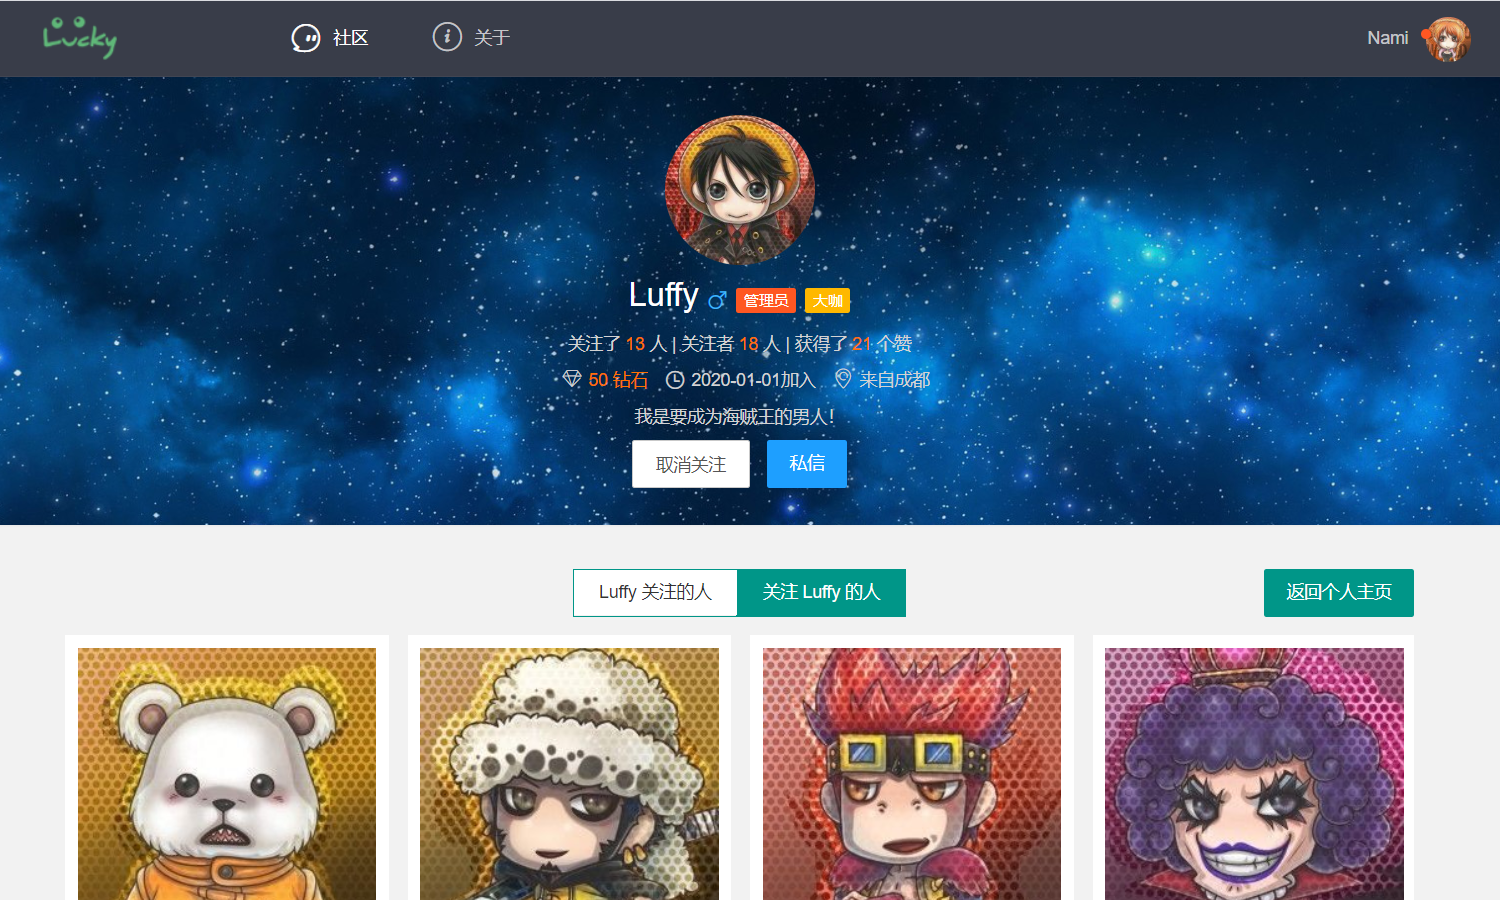 Lucky
社区
关于
Nami
Luffy 管理员 大咖
关注了 13 人 | 关注者 18 人 | 获得了 21 个赞
50 钻石 2020-01-01加入 来自成都
我是要成为海贼王的男人！
取消关注 私信
Luffy 关注的人 关注 Luffy 的人 返回个人主页